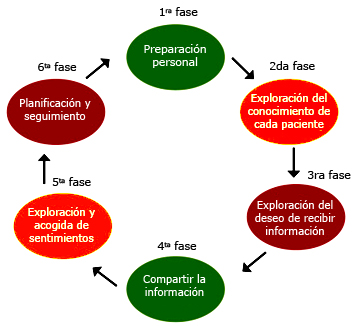 1ra fase
Preparación
personal
2da fase
Exploración del
conocimiento de
cada paciente
3ra fase
Exploración del
deseo de recibir
información
4ta fase
Compartir la
información
5ta fase
Exploración y
acogida de
sentimientos
6ta fase
Planificación y
seguimiento